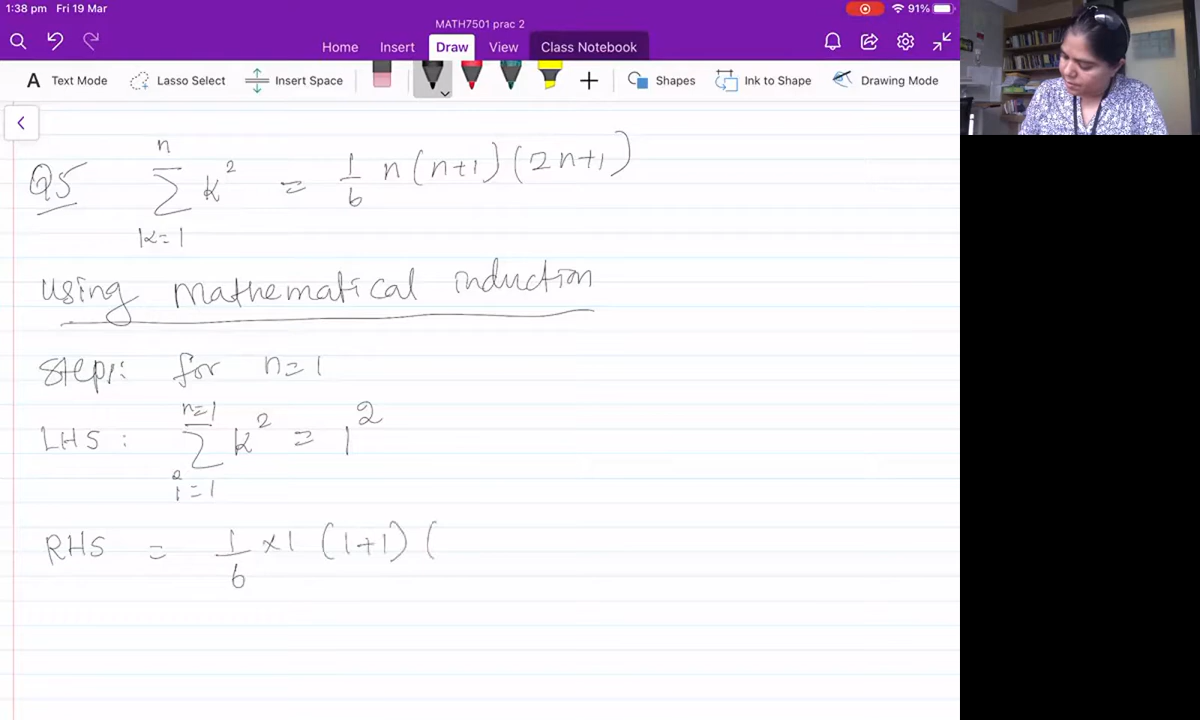 1:38 pm Fri 19 Mar
91%
MATH7501 prac 2
Home Insert Draw View Class Notebook
A Text Mode Lasso Select Insert Space Shapes Ink to Shape Drawing Mode
n
Q5 Σ k² = 1/6 n(n+1)(2n+1)
k=1
using mathematical induction
Steps: for n=1
n=1
LHS : Σ k² = 1²
i=1
RHS = 1/6 ×1 (1+1) (